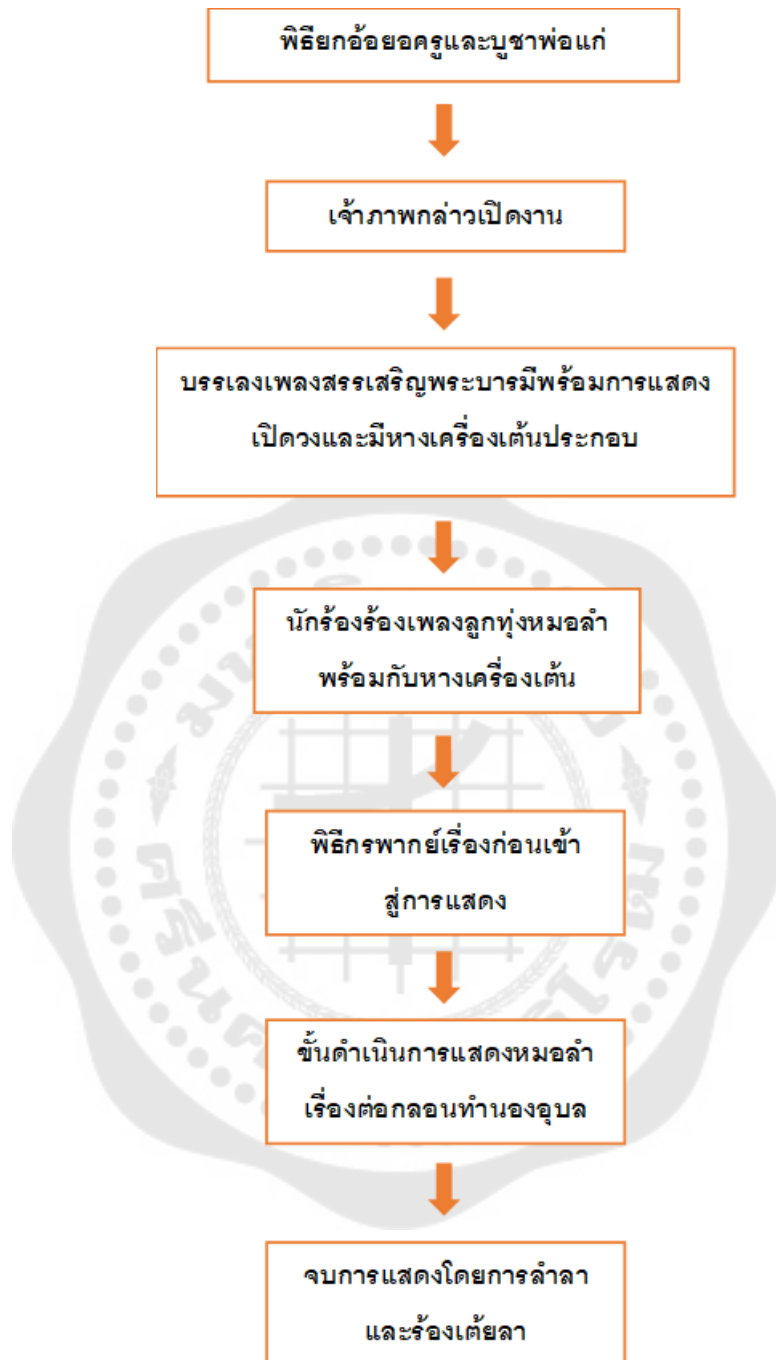 พิธียกอ้อยอครูและบูชาพ่อแก่
เจ้าภาพกล่าวเปิดงาน
บรรเลงเพลงสรรเสริญพระบารมีพร้อมการแสดง
เปิดวงและมีหางเครื่องเต้นประกอบ
นักร้องร้องเพลงลูกทุ่งหมอลำ
พร้อมกับหางเครื่องเต้น
พิธีกรพากย์เรื่องก่อนเข้า
สู่การแสดง
ขั้นดำเนินการแสดงหมอลำ
เรื่องต่อกลอนทำนองอุบล
จบการแสดงโดยการลำลา
และร้องเต้ยลา